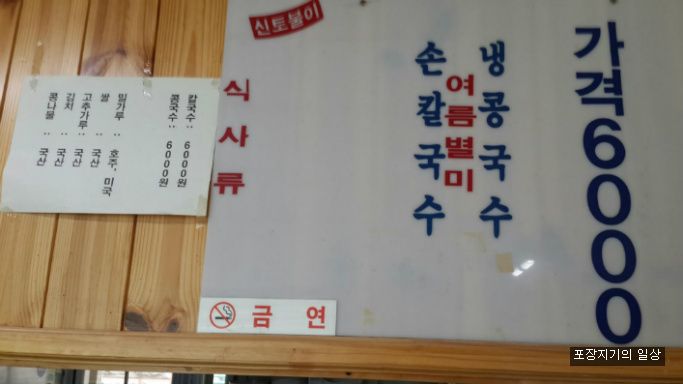 신토불이
식사류
손칼국수
여름별미
냉콩국수
가격6000
칼국수 : 6000원
콩국수 : 6000원
밀가루 : 호주, 미국
쌀 : 국산
고추가루 : 국산
김치 : 국산
콩나물 : 국산
금연
포장지기의 일상